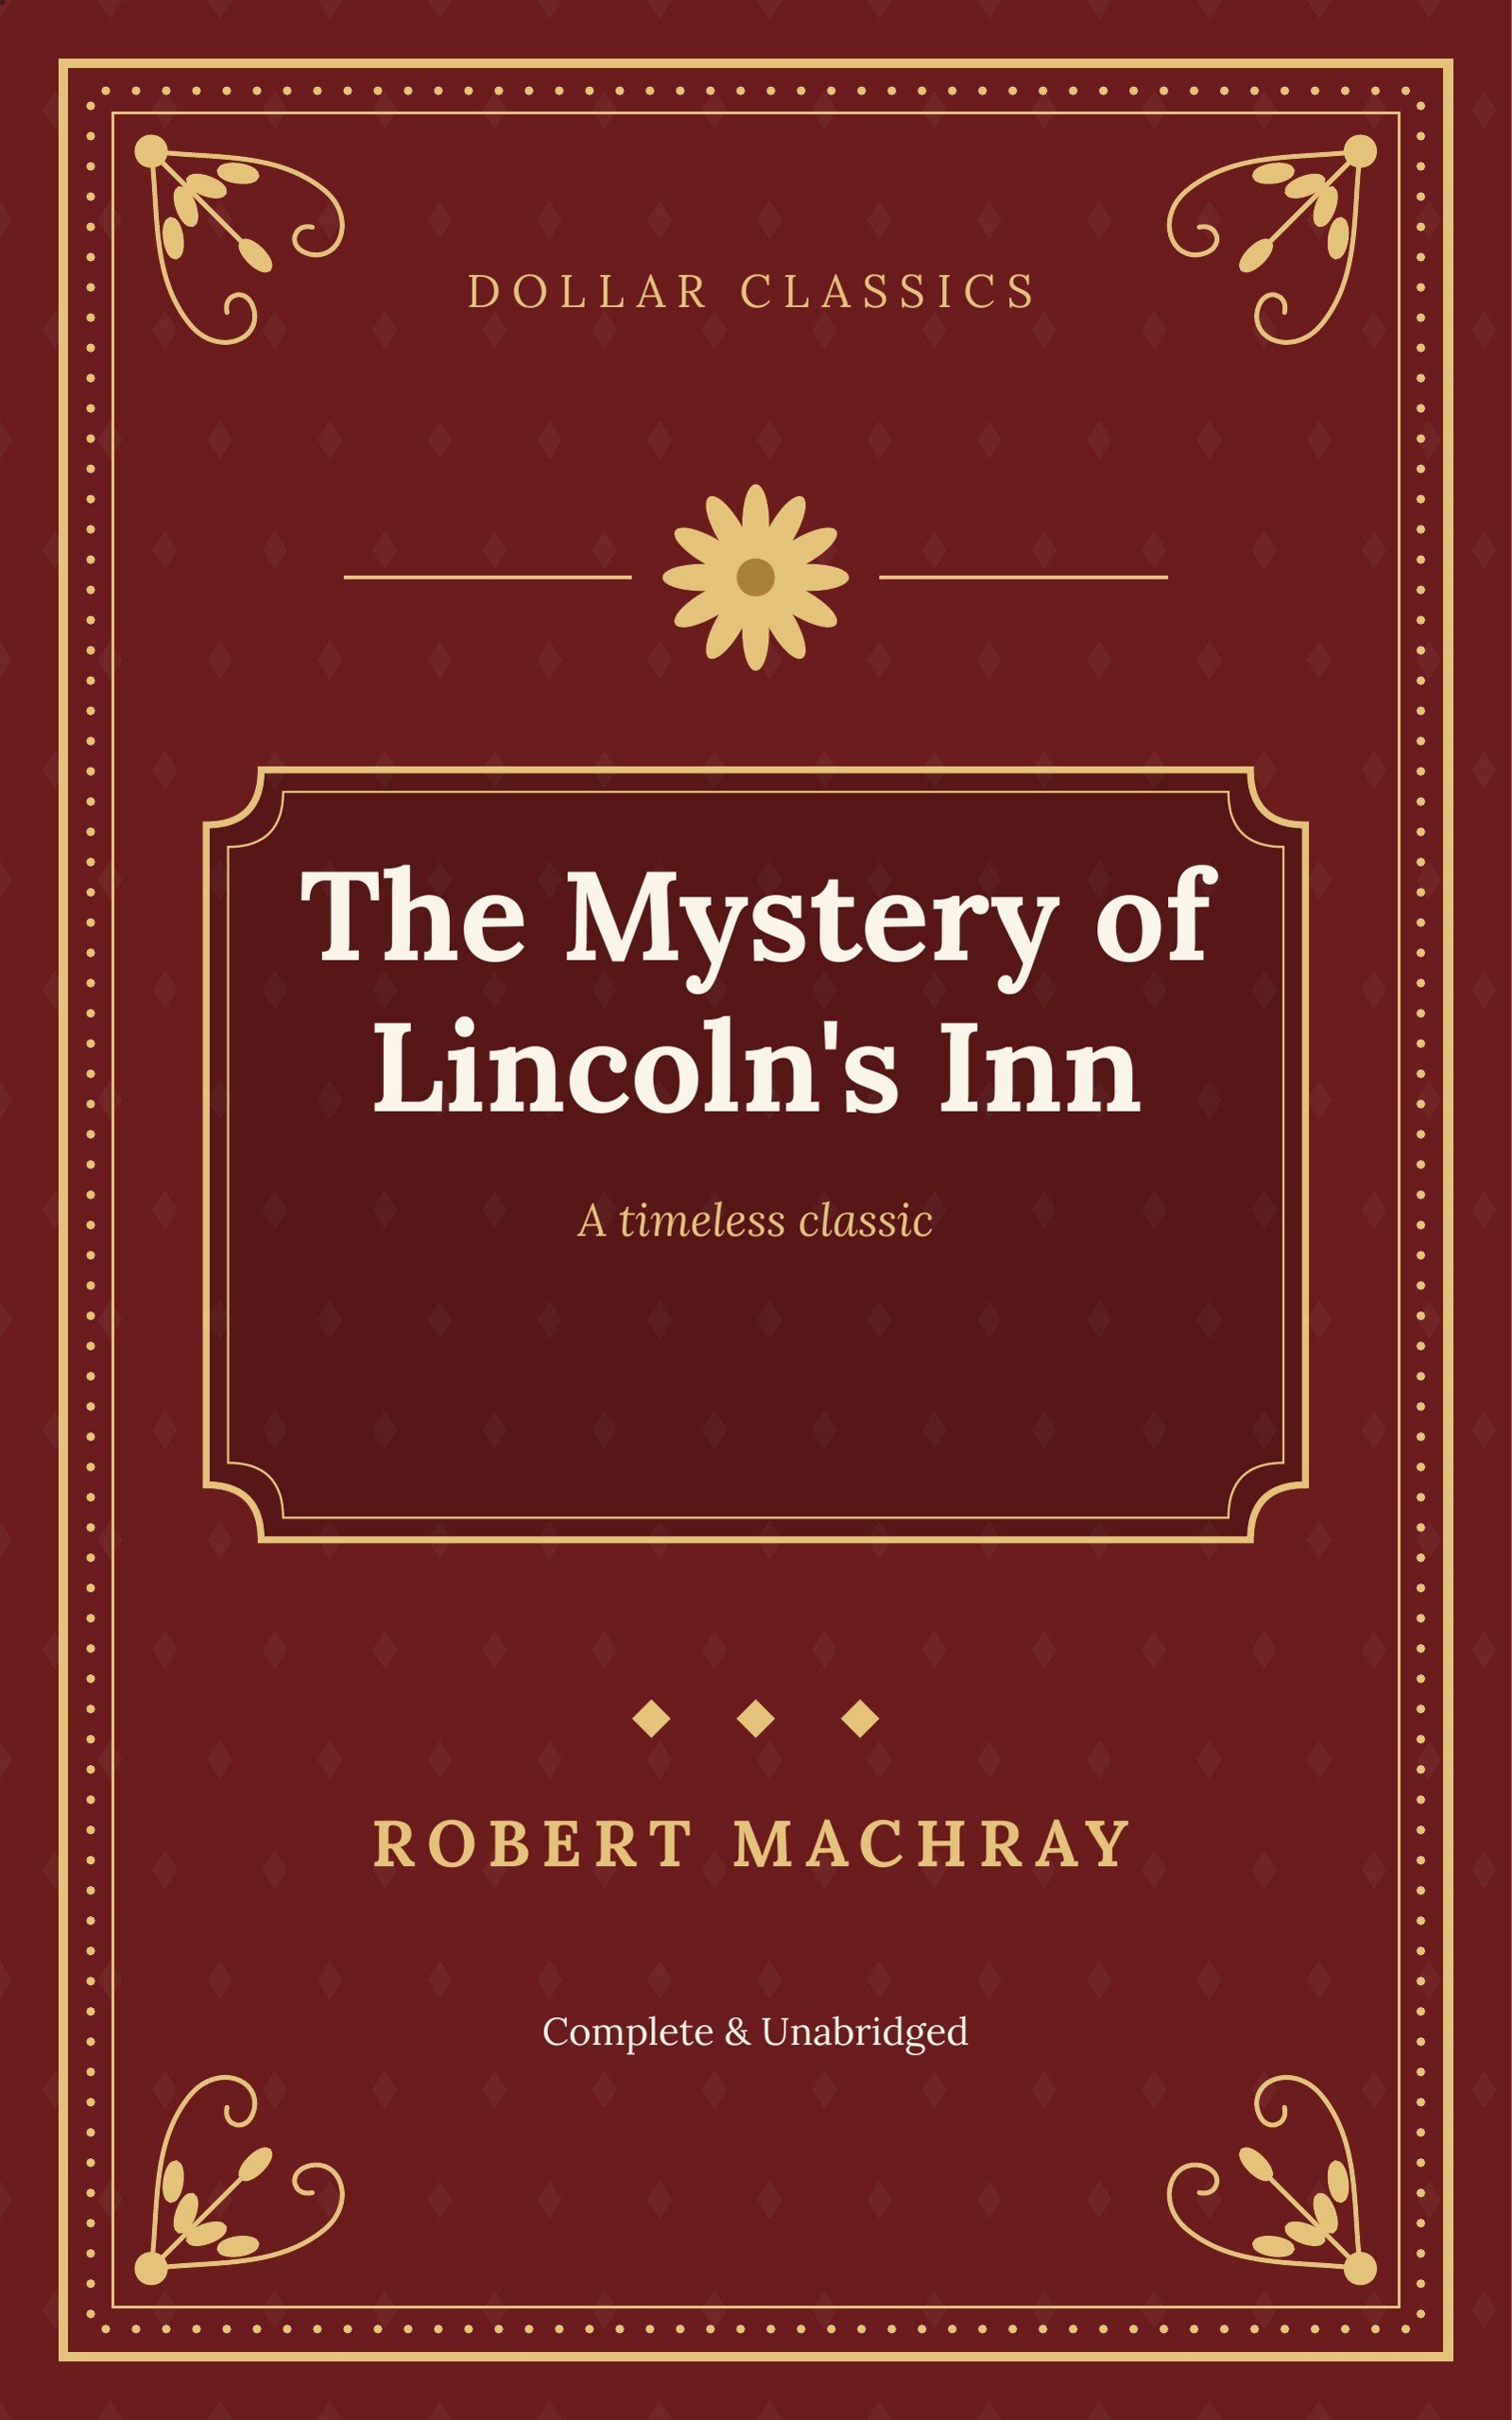 DOLLAR CLASSICS
The Mystery of
Lincoln's Inn
A timeless classic
ROBERT MACHRAY
Complete & Unabridged